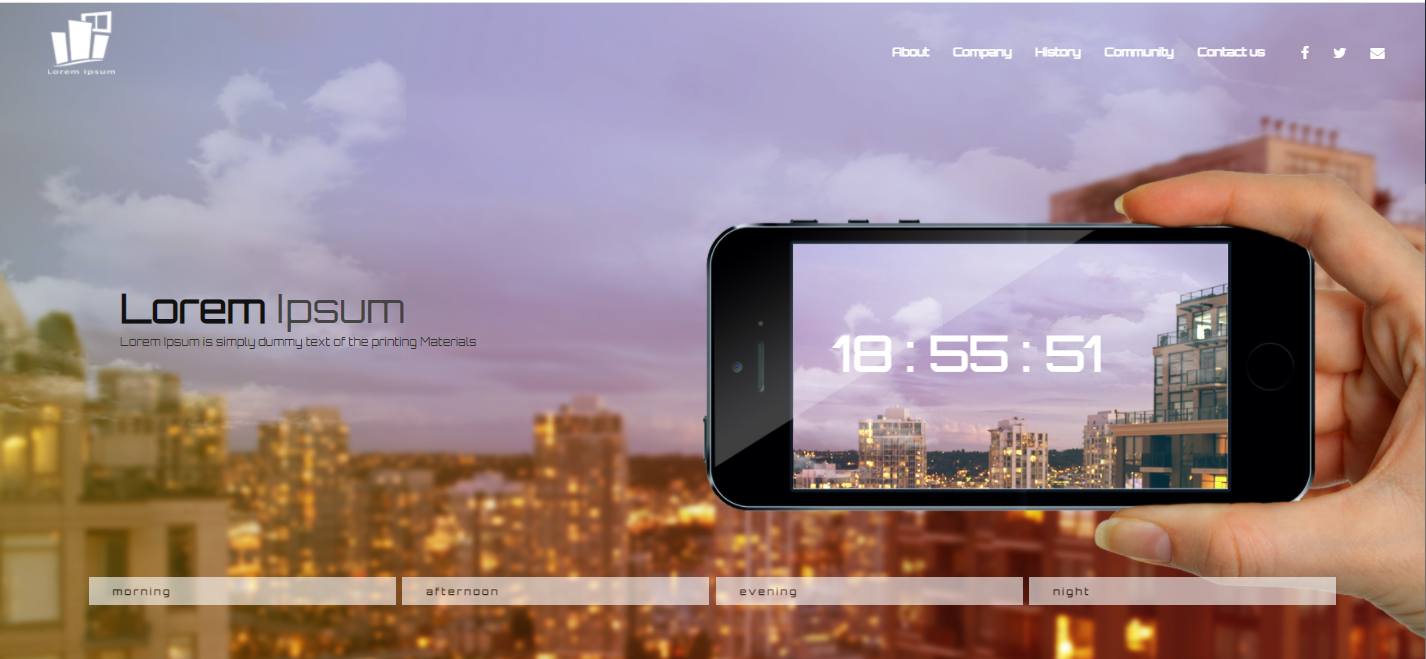 Lorem Ipsum
About Company History Community Contact us
Lorem Ipsum
Lorem Ipsum is simply dummy text of the printing Materials
18 : 55 : 51
morning afternoon evening night